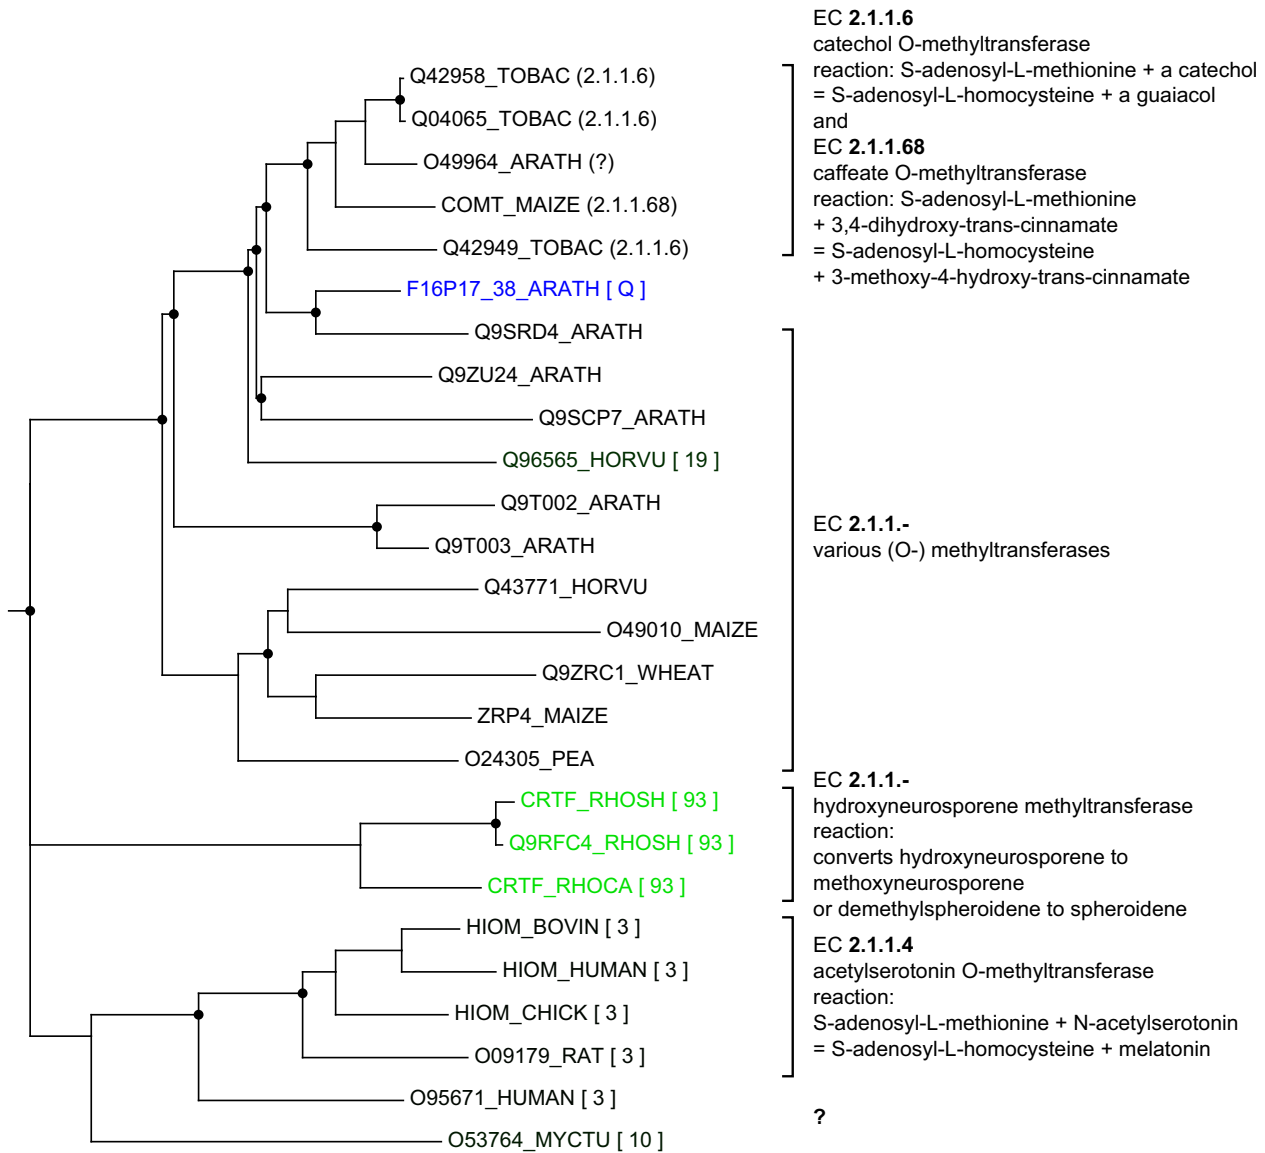 Q42958_TOBAC (2.1.1.6)
Q04065_TOBAC (2.1.1.6)
O49964_ARATH (?)
COMT_MAIZE (2.1.1.68)
Q42949_TOBAC (2.1.1.6)
F16P17_38_ARATH [ Q ]
Q9SRD4_ARATH
Q9ZU24_ARATH
Q9SCP7_ARATH
Q96565_HORVU [ 19 ]
Q9T002_ARATH
Q9T003_ARATH
Q43771_HORVU
O49010_MAIZE
Q9ZRC1_WHEAT
ZRP4_MAIZE
O24305_PEA
CRTF_RHOSH [ 93 ]
Q9RFC4_RHOSH [ 93 ]
CRTF_RHOCA [ 93 ]
HIOM_BOVIN [ 3 ]
HIOM_HUMAN [ 3 ]
HIOM_CHICK [ 3 ]
O09179_RAT [ 3 ]
O95671_HUMAN [ 3 ]
O53764_MYCTU [ 10 ]
EC 2.1.1.6
catechol O-methyltransferase
reaction: S-adenosyl-L-methionine + a catechol
= S-adenosyl-L-homocysteine + a guaiacol
and
EC 2.1.1.68
caffeate O-methyltransferase
reaction: S-adenosyl-L-methionine
+ 3,4-dihydroxy-trans-cinnamate
= S-adenosyl-L-homocysteine
+ 3-methoxy-4-hydroxy-trans-cinnamate
EC 2.1.1.-
various (O-) methyltransferases
EC 2.1.1.-
hydroxyneurosporene methyltransferase
reaction:
converts hydroxyneurosporene to
methoxyneurosporene
or demethylspheroidene to spheroidene
EC 2.1.1.4
acetylserotonin O-methyltransferase
reaction:
S-adenosyl-L-methionine + N-acetylserotonin
= S-adenosyl-L-homocysteine + melatonin
?